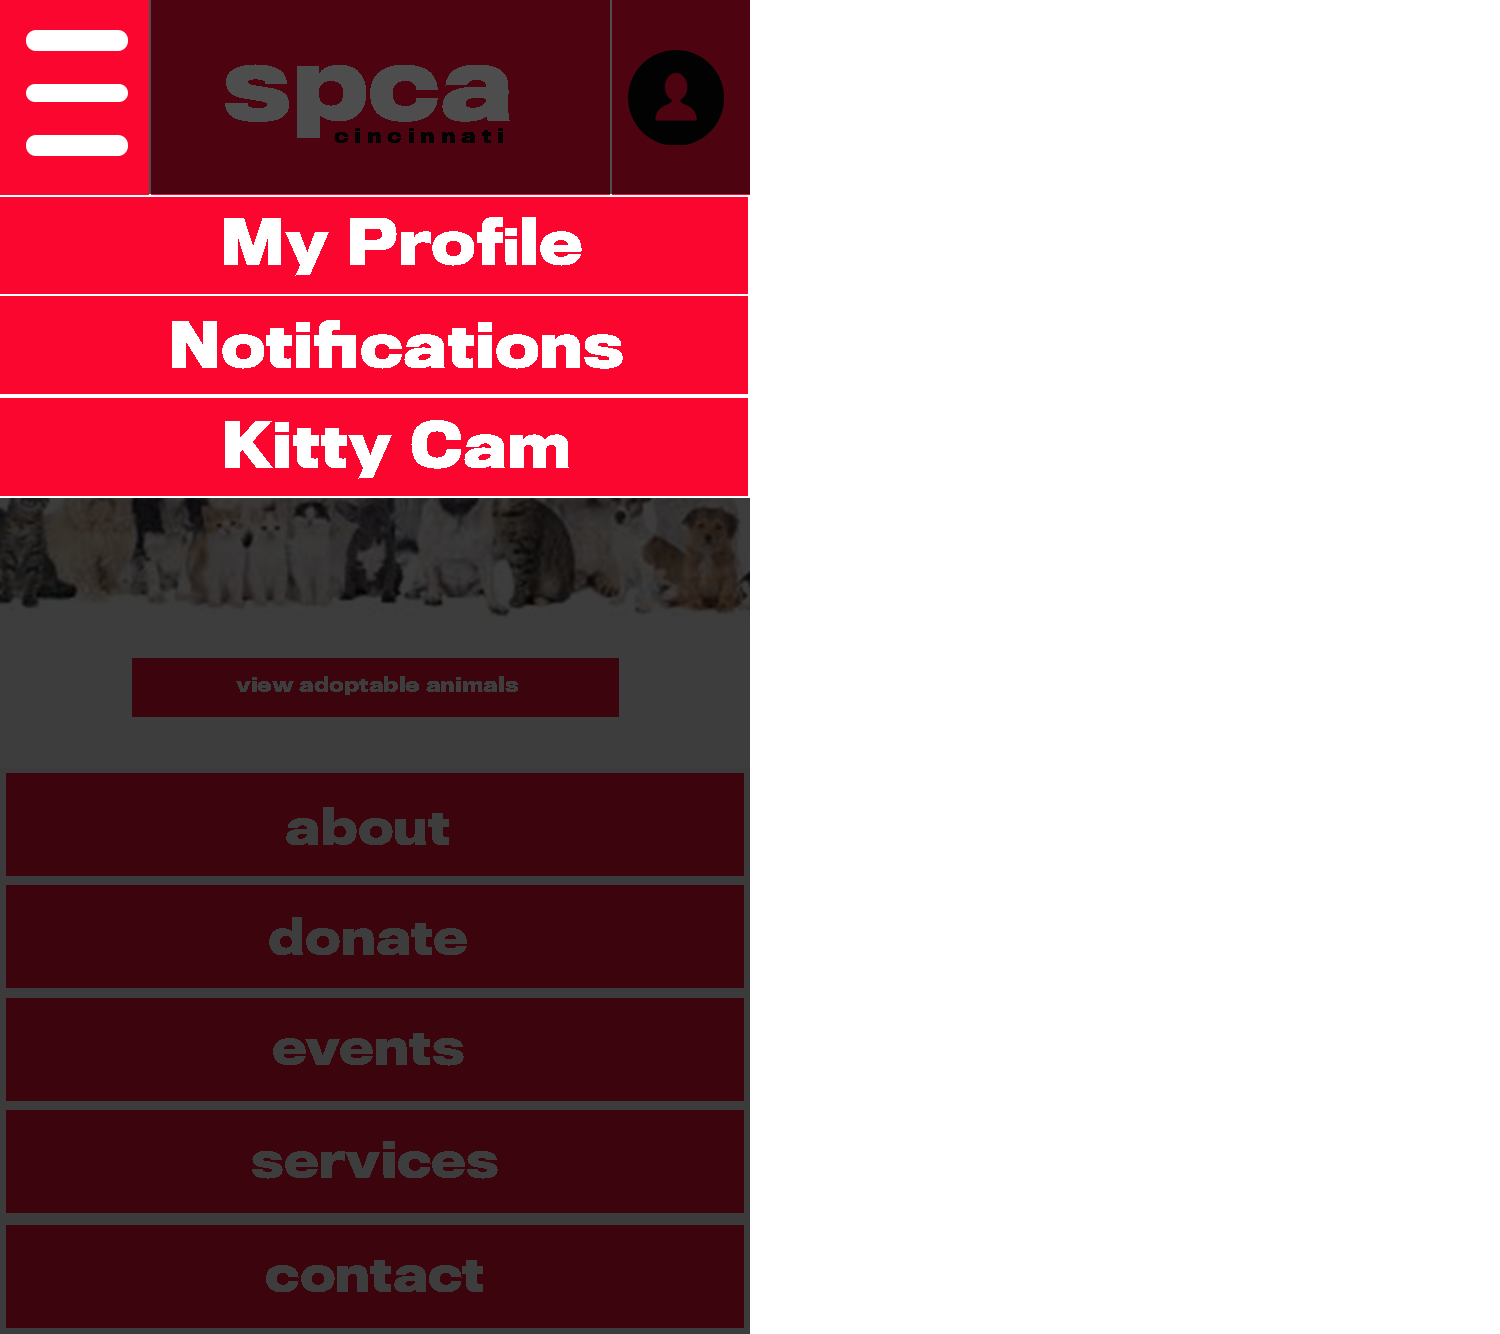 spca
cincinnati
My Profile
Notifications
Kitty Cam
view adoptable animals
about
donate
events
services
contact